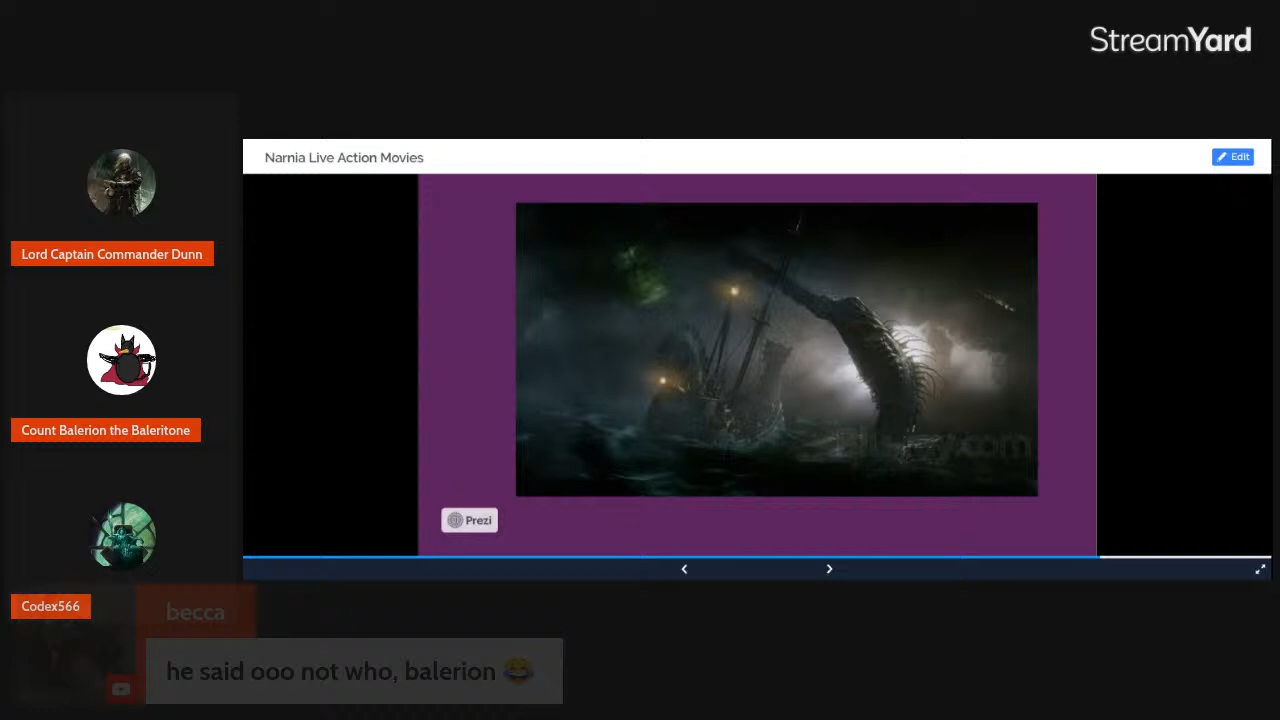 StreamYard
Narnia Live Action Movies
Edit
Lord Captain Commander Dunn
Count Balerion the Baleritone
Prezi
Codex566
becca
he said ooo not who, balerion 😂